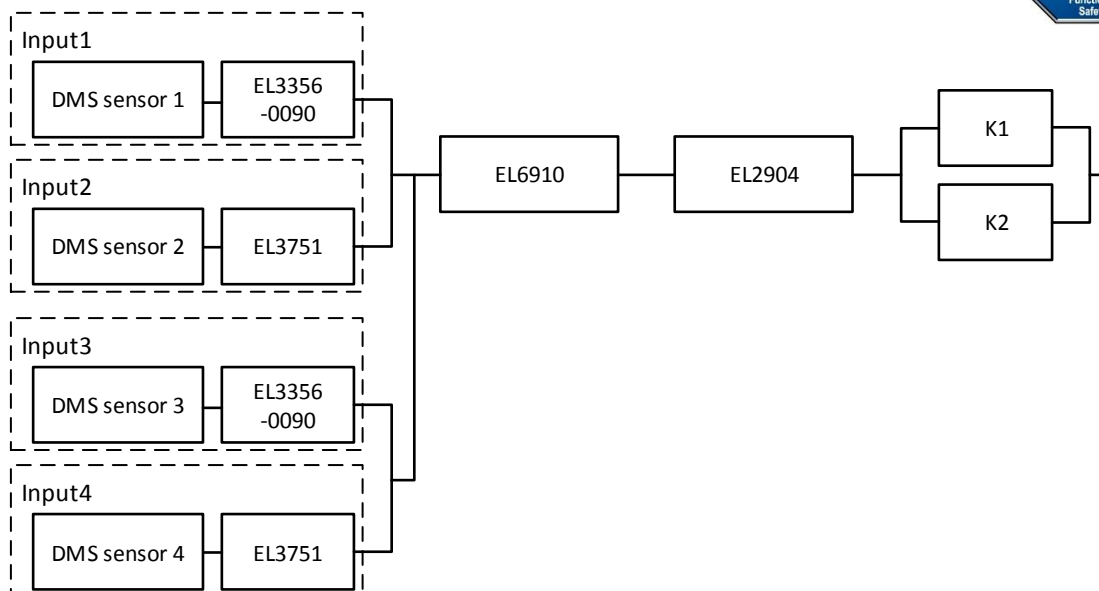 Safe
Input1
DMS sensor 1
EL3356
-0090
Input2
DMS sensor 2
EL3751
EL6910
EL2904
K1
K2
Input3
DMS sensor 3
EL3356
-0090
Input4
DMS sensor 4
EL3751